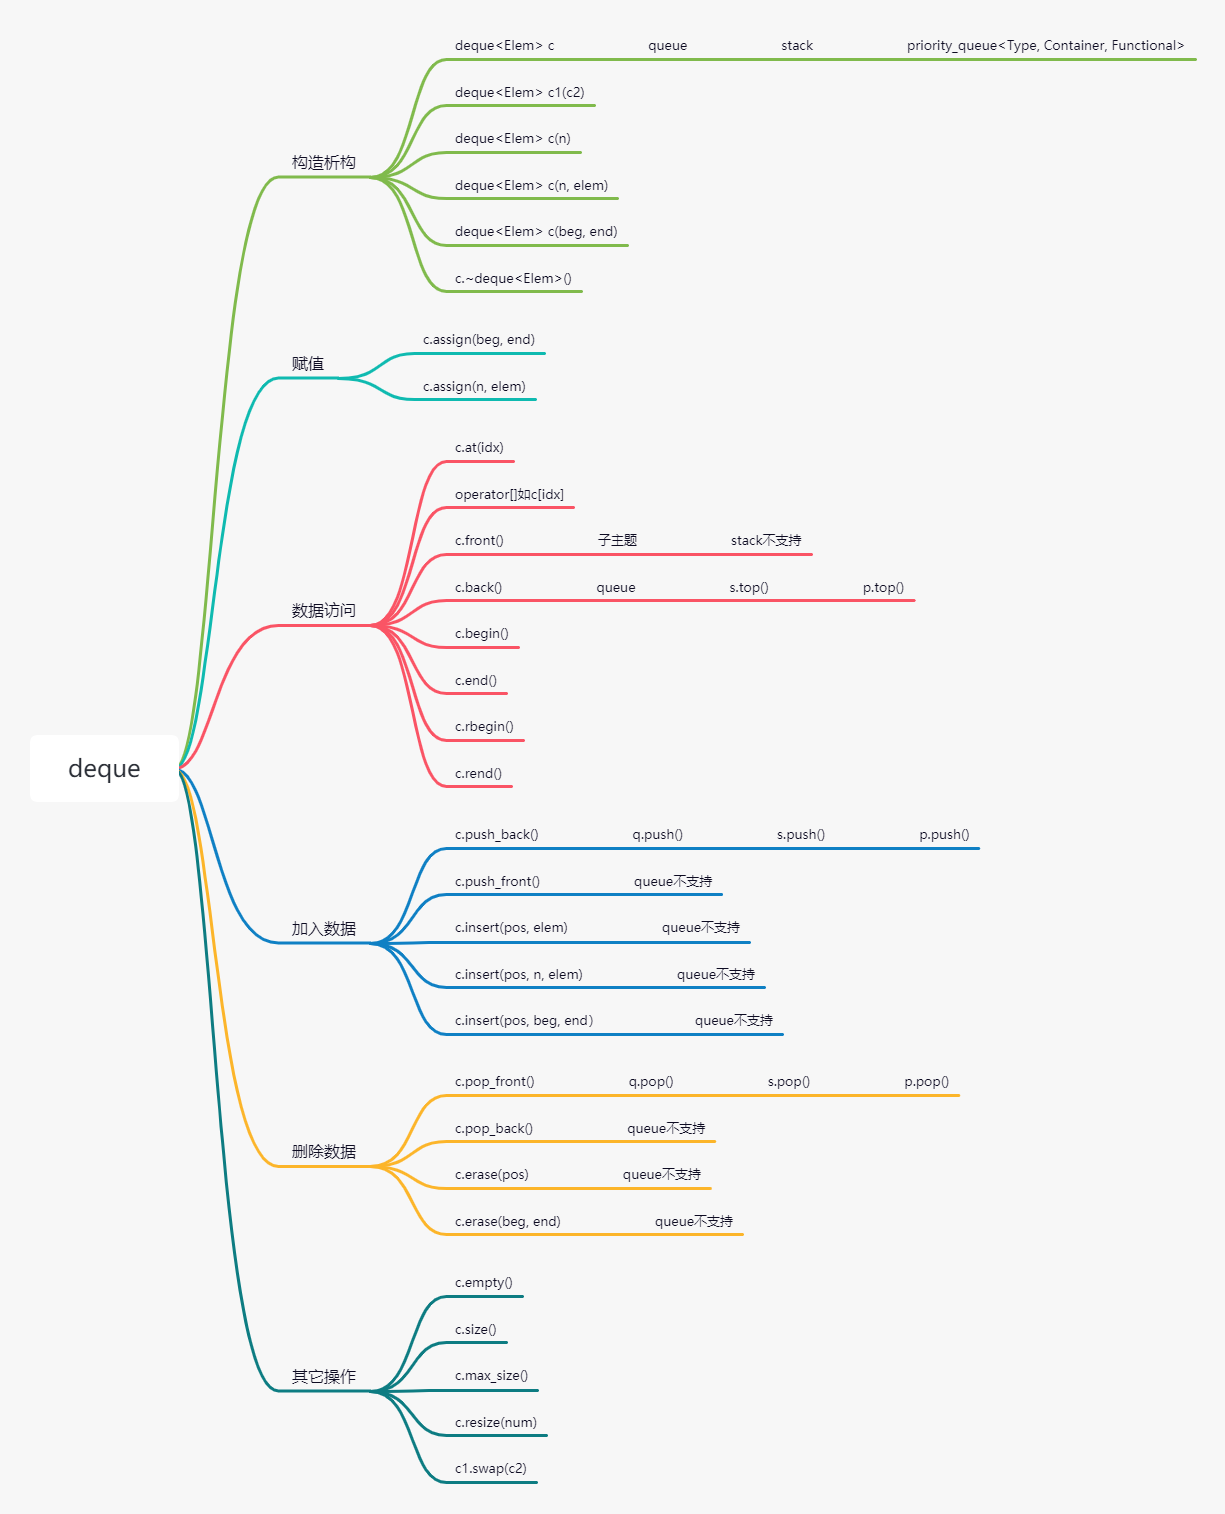 deque
构造析构
deque<Elem> c queue stack priority_queue<Type, Container, Functional>
deque<Elem> c1(c2)
deque<Elem> c(n)
deque<Elem> c(n, elem)
deque<Elem> c(beg, end)
c.~deque<Elem>()
赋值
c.assign(beg, end)
c.assign(n, elem)
数据访问
c.at(idx)
operator[]如c[idx]
c.front() 子主题 stack不支持
c.back() queue s.top() p.top()
c.begin()
c.end()
c.rbegin()
c.rend()
加入数据
c.push_back() q.push() s.push() p.push()
c.push_front() queue不支持
c.insert(pos, elem) queue不支持
c.insert(pos, n, elem) queue不支持
c.insert(pos, beg, end） queue不支持
删除数据
c.pop_front() q.pop() s.pop() p.pop()
c.pop_back() queue不支持
c.erase(pos) queue不支持
c.erase(beg, end) queue不支持
其它操作
c.empty()
c.size()
c.max_size()
c.resize(num)
c1.swap(c2)